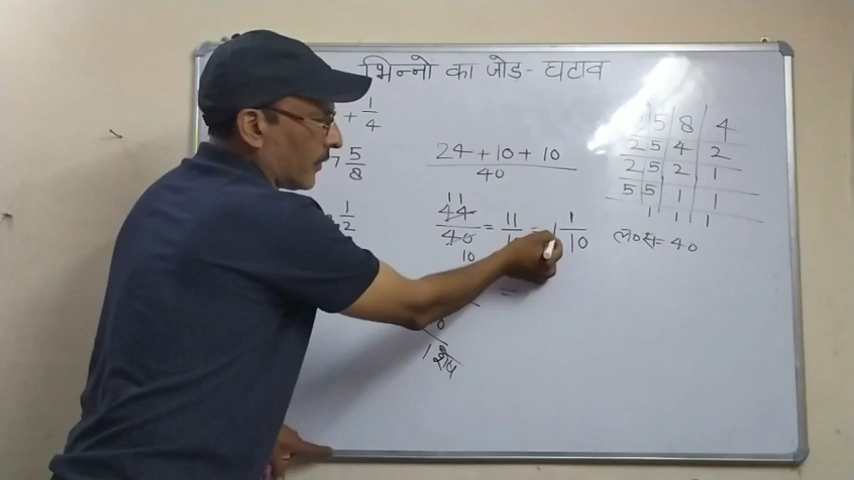 भिन्नो का जोड़ - घटाव
+ 1/4
7 5/8
1/2
24 + 10 + 10
40
11
44/40 = 11/1 = 1 1/10
10
=
0
1 शेष
5 8 4
2 5 4 2
2 5 2 1
5 5 1 1
1 1 1
ल०स० = 40